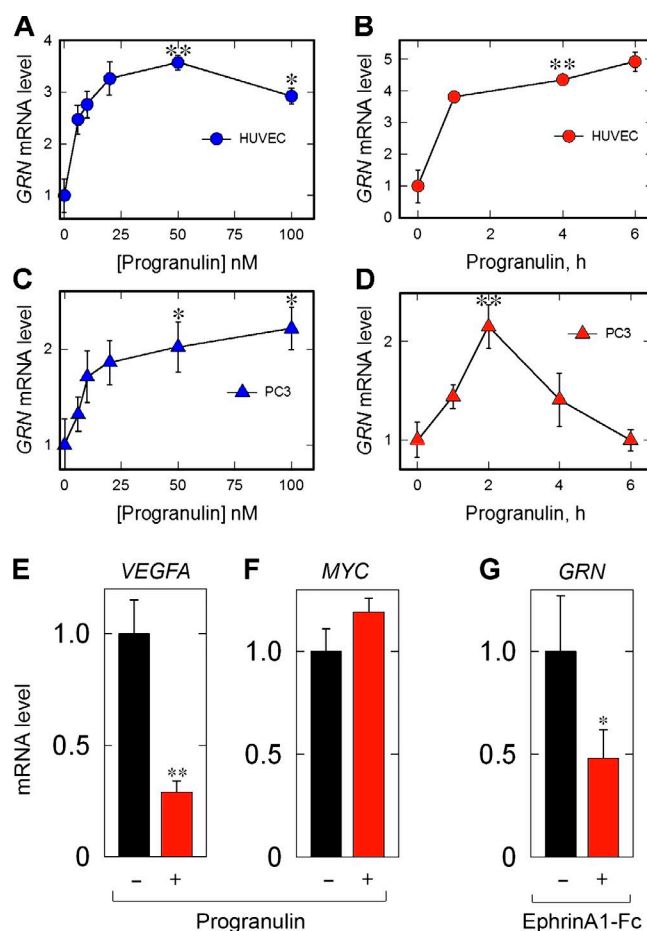 A
B
GRN mRNA level
4
3
2
1
**
*
HUVEC
0 25 50 75 100
[Progranulin] nM
GRN mRNA level
5
4
3
2
1
0
**
HUVEC
0 2 4 6
Progranulin, h
C
D
GRN mRNA level
2
1
*
*
PC3
0 25 50 75 100
[Progranulin] nM
GRN mRNA level
2
1
**
PC3
0 2 4 6
Progranulin, h
E
VEGFA
F
MYC
G
GRN
mRNA level
1.0
0.5
0
**
− +
1.0
0.5
0
− +
Progranulin
1.0
0.5
0
*
− +
EphrinA1-Fc